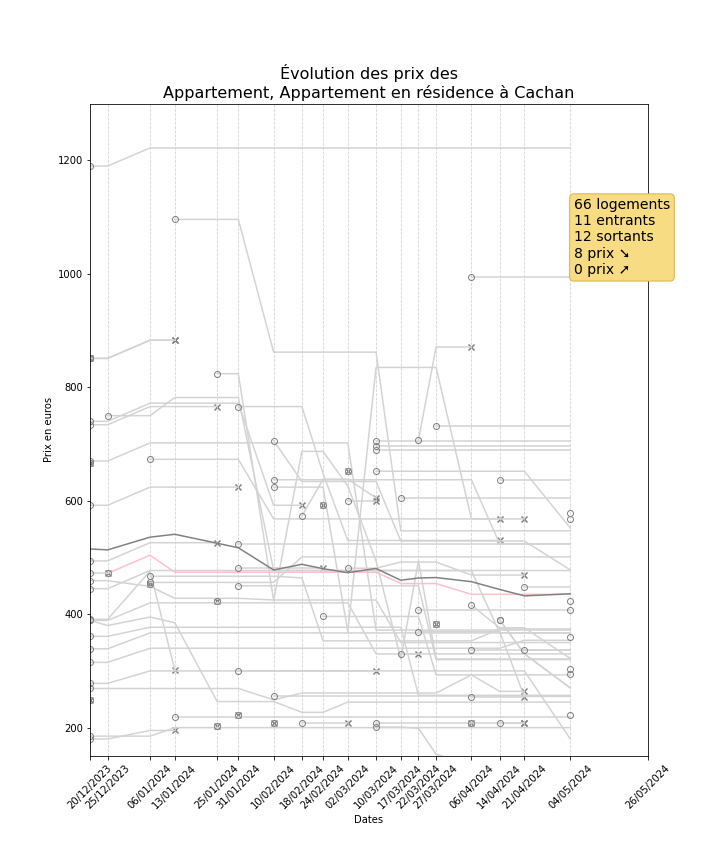 Évolution des prix des
Appartement, Appartement en résidence à Cachan
66 logements
11 entrants
12 sortants
8 prix ➘
0 prix ➚
Prix en euros
1200
1000
800
600
400
200
20/12/2023
25/12/2023
06/01/2024
13/01/2024
25/01/2024
31/01/2024
10/02/2024
18/02/2024
24/02/2024
02/03/2024
10/03/2024
17/03/2024
22/03/2024
27/03/2024
06/04/2024
14/04/2024
21/04/2024
04/05/2024
26/05/2024
Dates